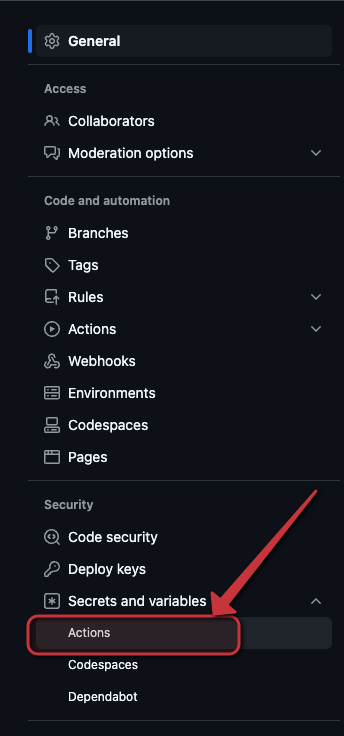 General
Access
Collaborators
Moderation options
Code and automation
Branches
Tags
Rules
Actions
Webhooks
Environments
Codespaces
Pages
Security
Code security
Deploy keys
Secrets and variables
Actions
Codespaces
Dependabot